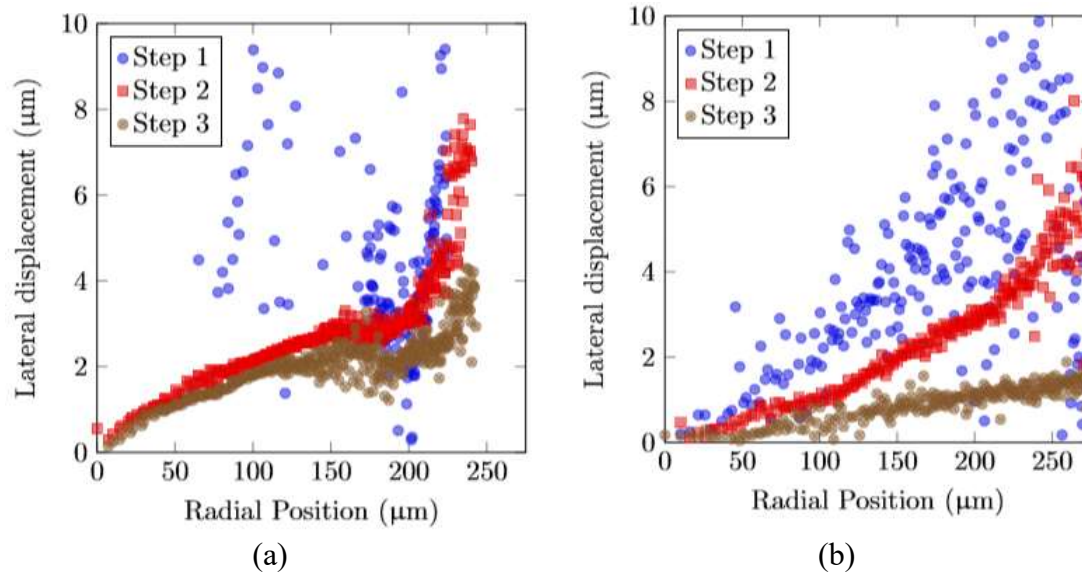 10
8
6
4
2
0
Lateral displacement (μm)
Step 1
Step 2
Step 3
0 50 100 150 200 250
Radial Position (μm)
(a)
10
8
6
4
2
0
Lateral displacement (μm)
Step 1
Step 2
Step 3
0 50 100 150 200 250
Radial Position (μm)
(b)